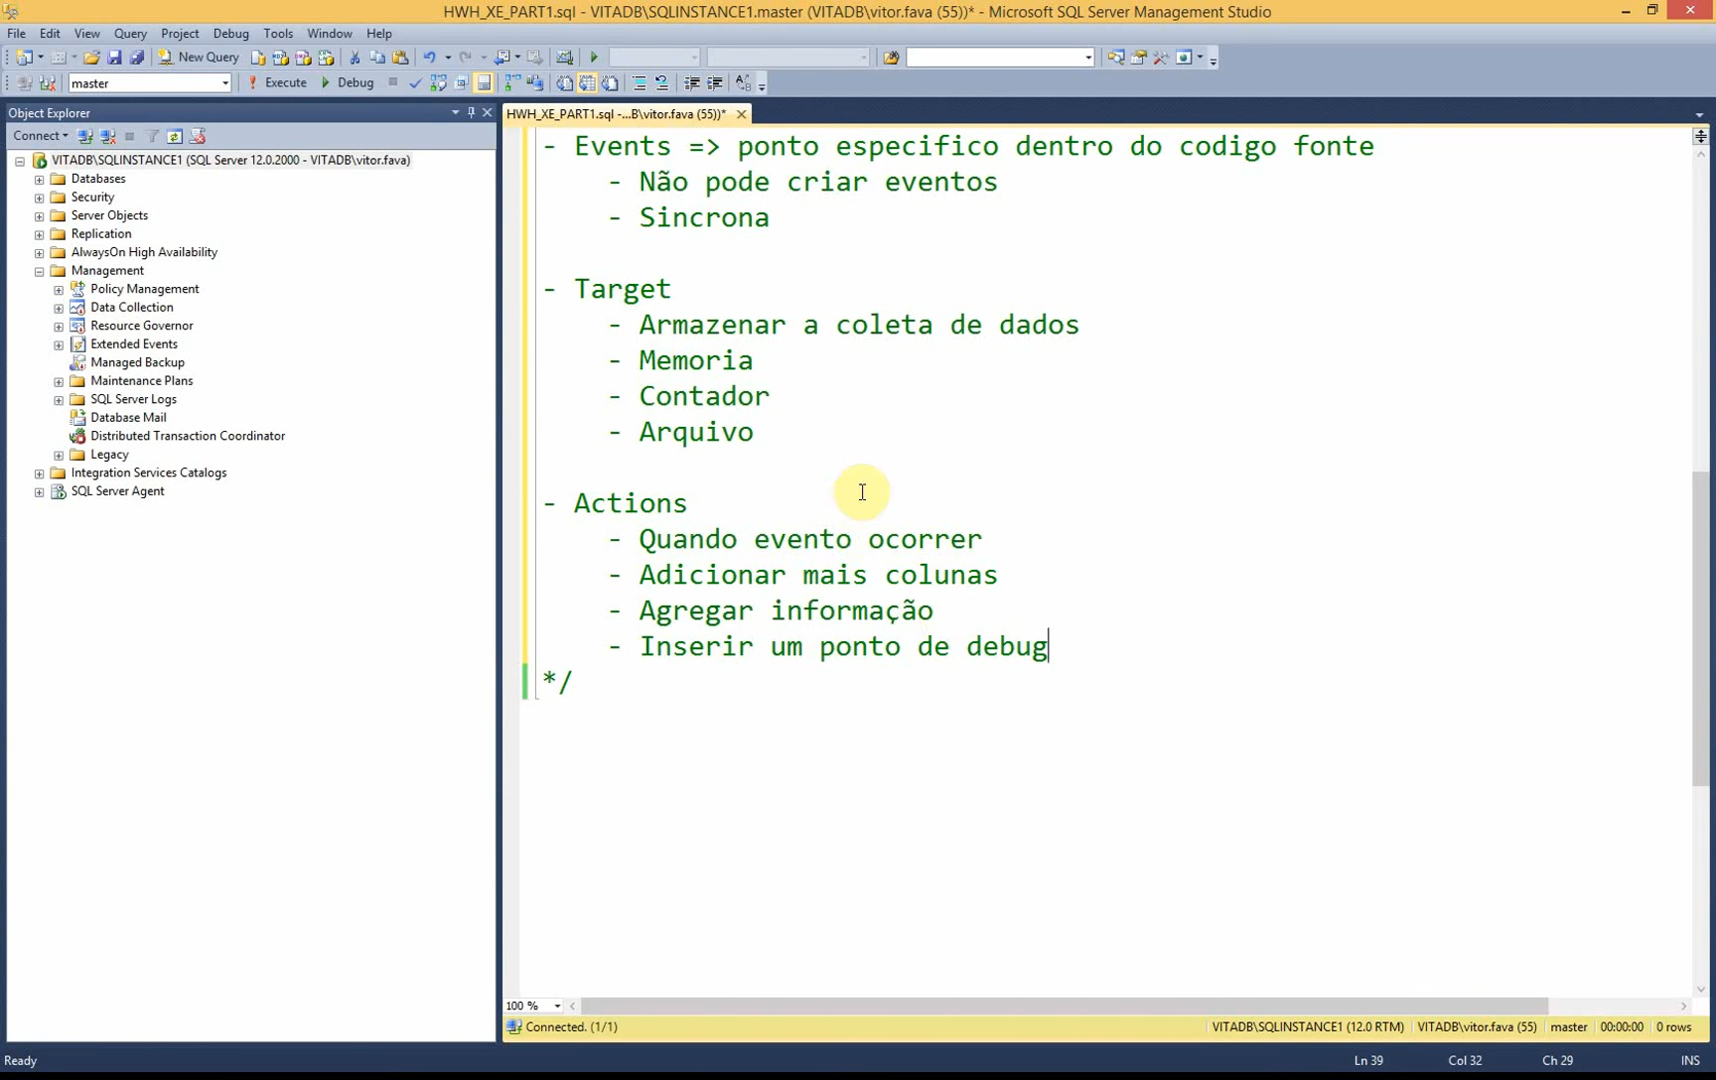 HWH_XE_PART1.sql - VITADB\SQLINSTANCE1.master (VITADB\vitor.fava (55))* - Microsoft SQL Server Management Studio
File Edit View Query Project Debug Tools Window Help
New Query
master Execute Debug
Object Explorer
HWH_XE_PART1.sql -...B\vitor.fava (55))*
Connect
VITADB\SQLINSTANCE1 (SQL Server 12.0.2000 - VITADB\vitor.fava)
Databases
Security
Server Objects
Replication
AlwaysOn High Availability
Management
Policy Management
Data Collection
Resource Governor
Extended Events
Managed Backup
Maintenance Plans
SQL Server Logs
Database Mail
Distributed Transaction Coordinator
Legacy
Integration Services Catalogs
SQL Server Agent
- Events => ponto especifico dentro do codigo fonte
- Não pode criar eventos
- Sincrona
- Target
- Armazenar a coleta de dados
- Memoria
- Contador
- Arquivo
- Actions
- Quando evento ocorrer
- Adicionar mais colunas
- Agregar informação
- Inserir um ponto de debug
*/
100 %
Connected. (1/1) VITADB\SQLINSTANCE1 (12.0 RTM) VITADB\vitor.fava (55) master 00:00:00 0 rows
Ready Ln 39 Col 32 Ch 29 INS